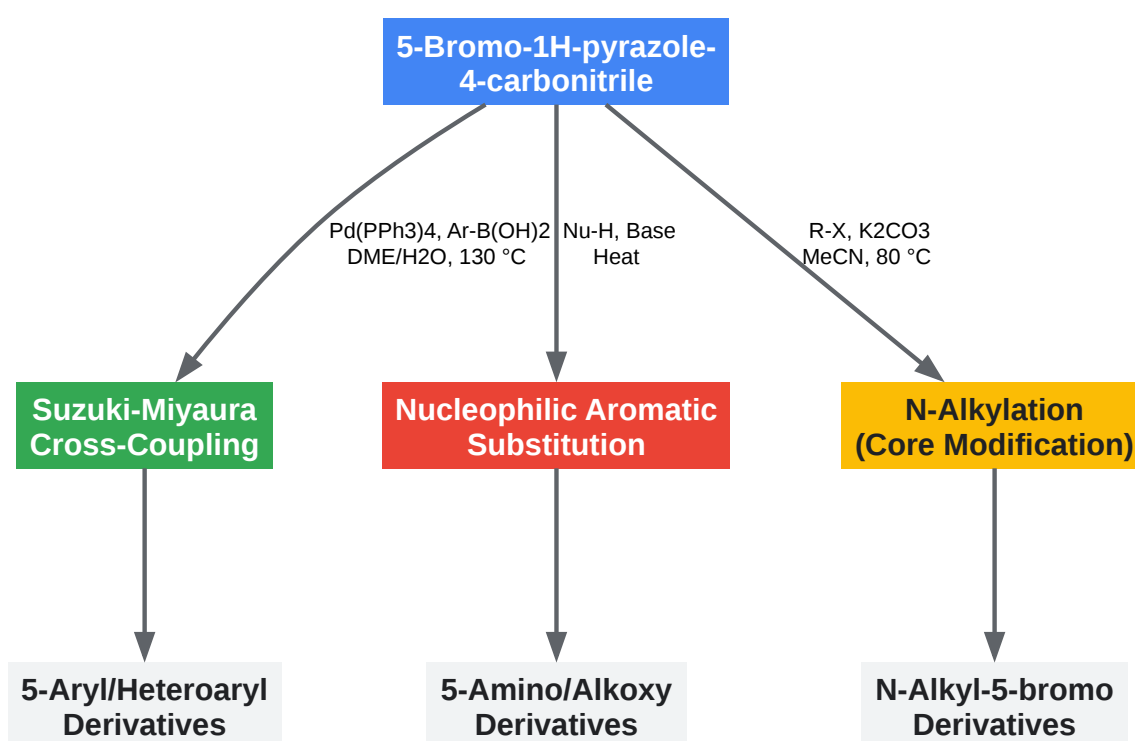 5-Bromo-1H-pyrazole-
4-carbonitrile
Pd(PPh3)4, Ar-B(OH)2
DME/H2O, 130 °C
Nu-H, Base
Heat
R-X, K2CO3
MeCN, 80 °C
Suzuki-Miyaura
Cross-Coupling
Nucleophilic Aromatic
Substitution
N-Alkylation
(Core Modification)
5-Aryl/Heteroaryl
Derivatives
5-Amino/Alkoxy
Derivatives
N-Alkyl-5-bromo
Derivatives